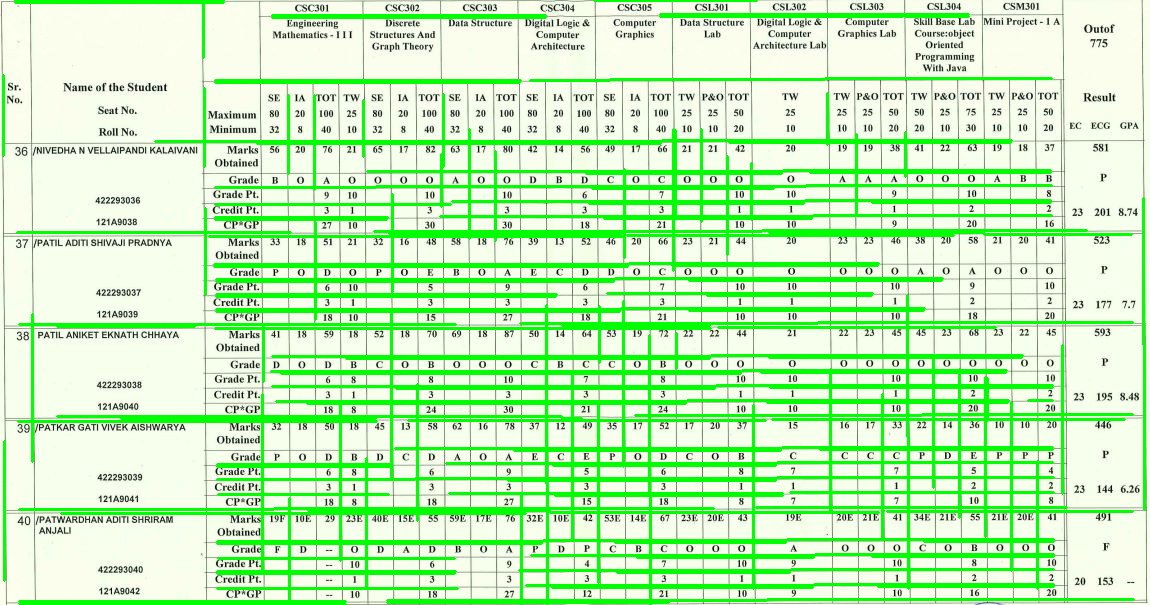 CSC301 CSC302 CSC303 CSC304 CSC305 CSL301 CSL302 CSL303 CSL304 CSM301
Engineering Mathematics - I I I Discrete Structures And Graph Theory Data Structure Digital Logic & Computer Architecture Computer Graphics Data Structure Lab Digital Logic & Computer Architecture Lab Computer Graphics Lab Skill Base Lab Course:object Oriented Programming With Java Mini Project - 1 A Outof 775
Sr. No. Name of the Student Seat No. Roll No. Result
SE IA TOT TW SE IA TOT SE IA TOT SE IA TOT SE IA TOT TW P&O TOT TW TW P&O TOT TW P&O TOT TW P&O TOT
Maximum 80 20 100 25 80 20 100 80 20 100 80 20 100 80 20 100 25 25 50 25 25 25 50 50 25 75 25 25 50
Minimum 32 8 40 10 32 8 40 32 8 40 32 8 40 32 8 40 10 10 20 10 10 10 20 20 10 30 10 10 20 EC ECG GPA
36 /NIVEDHA N VELLAIPANDI KALAIVANI Marks Obtained 56 20 76 21 65 17 82 63 17 80 42 14 56 49 17 66 21 21 42 20 19 19 38 41 22 63 19 18 37 581
Grade B O A O O O O A O O D B D C O C O O O O A A A O O O A B B P
422293036 Grade Pt. 9 10 10 10 6 7 10 10 9 10 8
Credit Pt. 3 1 3 3 3 3 1 1 1 2 2
121A9038 CP*GP 27 10 30 30 18 21 10 10 9 20 16 23 201 8.74
37 /PATIL ADITI SHIVAJI PRADNYA Marks Obtained 33 18 51 21 32 16 48 58 18 76 39 13 52 46 20 66 23 21 44 20 23 23 46 38 20 58 21 20 41 523
Grade P O D O P O E B O A E C D D O C O O O O O O O A O A O O O P
422293037 Grade Pt. 6 10 5 9 6 7 10 10 10 9 10
Credit Pt. 3 1 3 3 3 3 1 1 1 2 2
121A9039 CP*GP 18 10 15 27 18 21 10 10 10 18 20 23 177 7.7
38 PATIL ANIKET EKNATH CHHAYA Marks Obtained 41 18 59 18 52 18 70 69 18 87 50 14 64 53 19 72 22 22 44 21 22 23 45 45 23 68 23 22 45 593
Grade D O D B C O B O O O C B C C O B O O O O O O O O O O O O O P
422293038 Grade Pt. 6 8 8 10 7 8 10 10 10 10 10
Credit Pt. 3 1 3 3 3 3 1 1 1 2 2
121A9040 CP*GP 18 8 24 30 21 24 10 10 10 20 20 23 195 8.48
39 /PATKAR GATI VIVEK AISHWARYA Marks Obtained 32 18 50 18 45 13 58 62 16 78 37 12 49 35 17 52 17 20 37 15 16 17 33 22 14 36 10 10 20 446
Grade P O D B D C D A O A E C E P O D C O B C C C C P D E P P P P
422293039 Grade Pt. 6 8 6 9 5 6 8 7 7 5 4
Credit Pt. 3 1 3 3 3 3 1 1 1 2 2
121A9041 CP*GP 18 8 18 27 15 18 8 7 7 10 8 23 144 6.26
40 /PATWARDHAN ADITI SHRIRAM ANJALI Marks Obtained 19F 10E 29 23E 40E 15E 55 59E 17E 76 32E 10E 42 53E 14E 67 23E 20E 43 19E 20E 21E 41 34E 21E 55 21E 20E 41 491
Grade F D -- O D A D B O A P D P C B C O O O A O O O C O B O O O F
422293040 Grade Pt. -- 10 6 9 4 7 10 9 10 8 10
Credit Pt. -- 1 3 3 3 3 1 1 1 2 2
121A9042 CP*GP -- 10 18 27 12 21 10 9 10 16 20 20 153 --